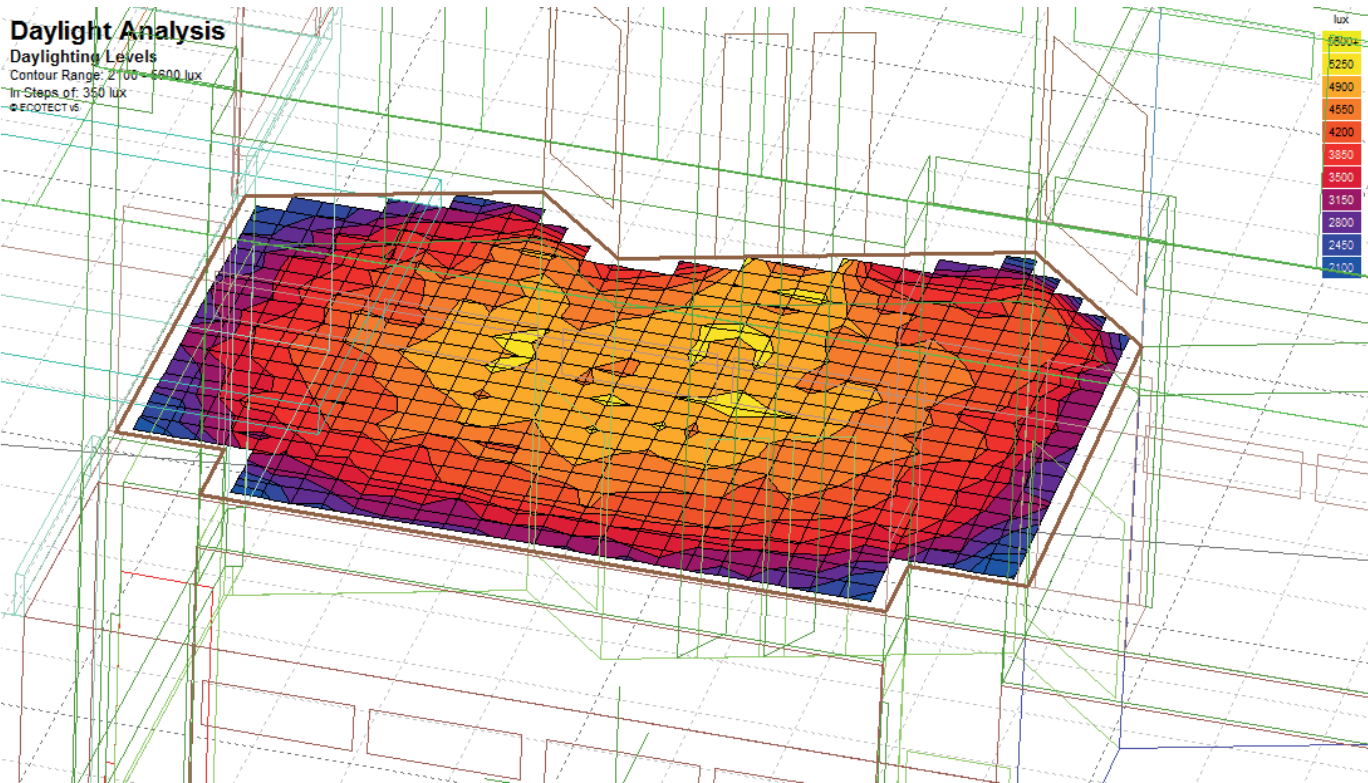 Daylight Analysis
Daylighting Levels
Contour Range: 2100 - 5600 lux
In Steps of: 350 lux
© ECOTECT v5
lux
5600+
5250
4900
4550
4200
3850
3500
3150
2800
2450
2100